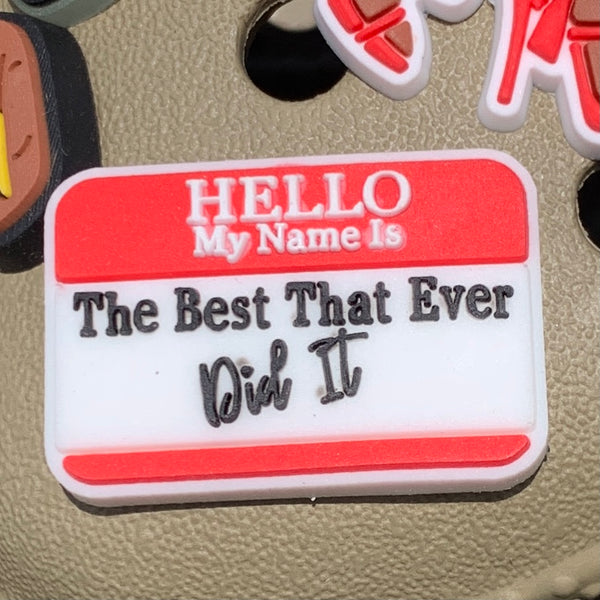 HELLO
My Name Is
The Best That Ever
Did It